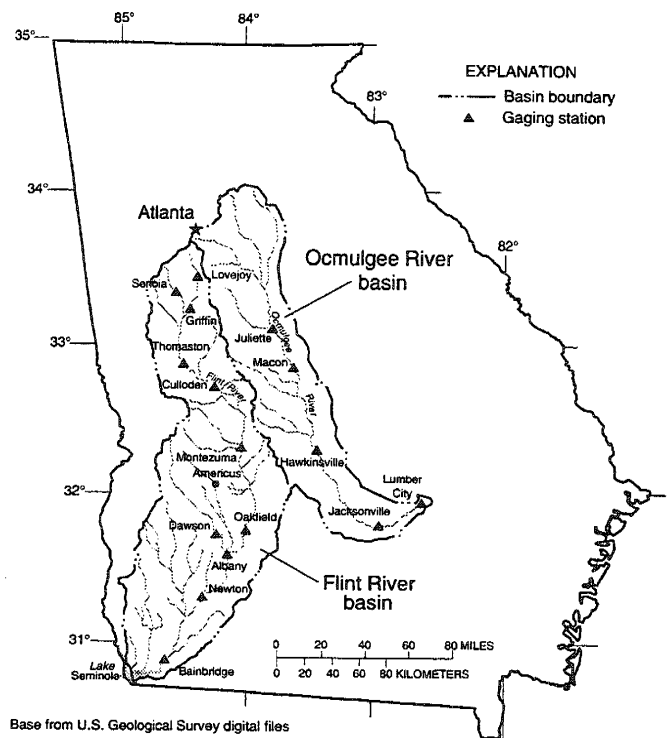 85°
84°
35°
83°
EXPLANATION
Basin boundary
Gaging station
34°
Atlanta
82°
Ocmulgee River
basin
Lovejoy
Senoia
Griffin
33°
Juliette
Ocmulgee
Thomaston
Macon
Culloden
Flint River
River
Montezuma
Hawkinsville
Americus
Lumber
City
32°
Jacksonville
Dawson
Oakfield
Albany
Flint River
basin
Newton
31°
0 20 40 60 80 MILES
0 20 40 60 80 KILOMETERS
Lake
Seminole
Bainbridge
Base from U.S. Geological Survey digital files